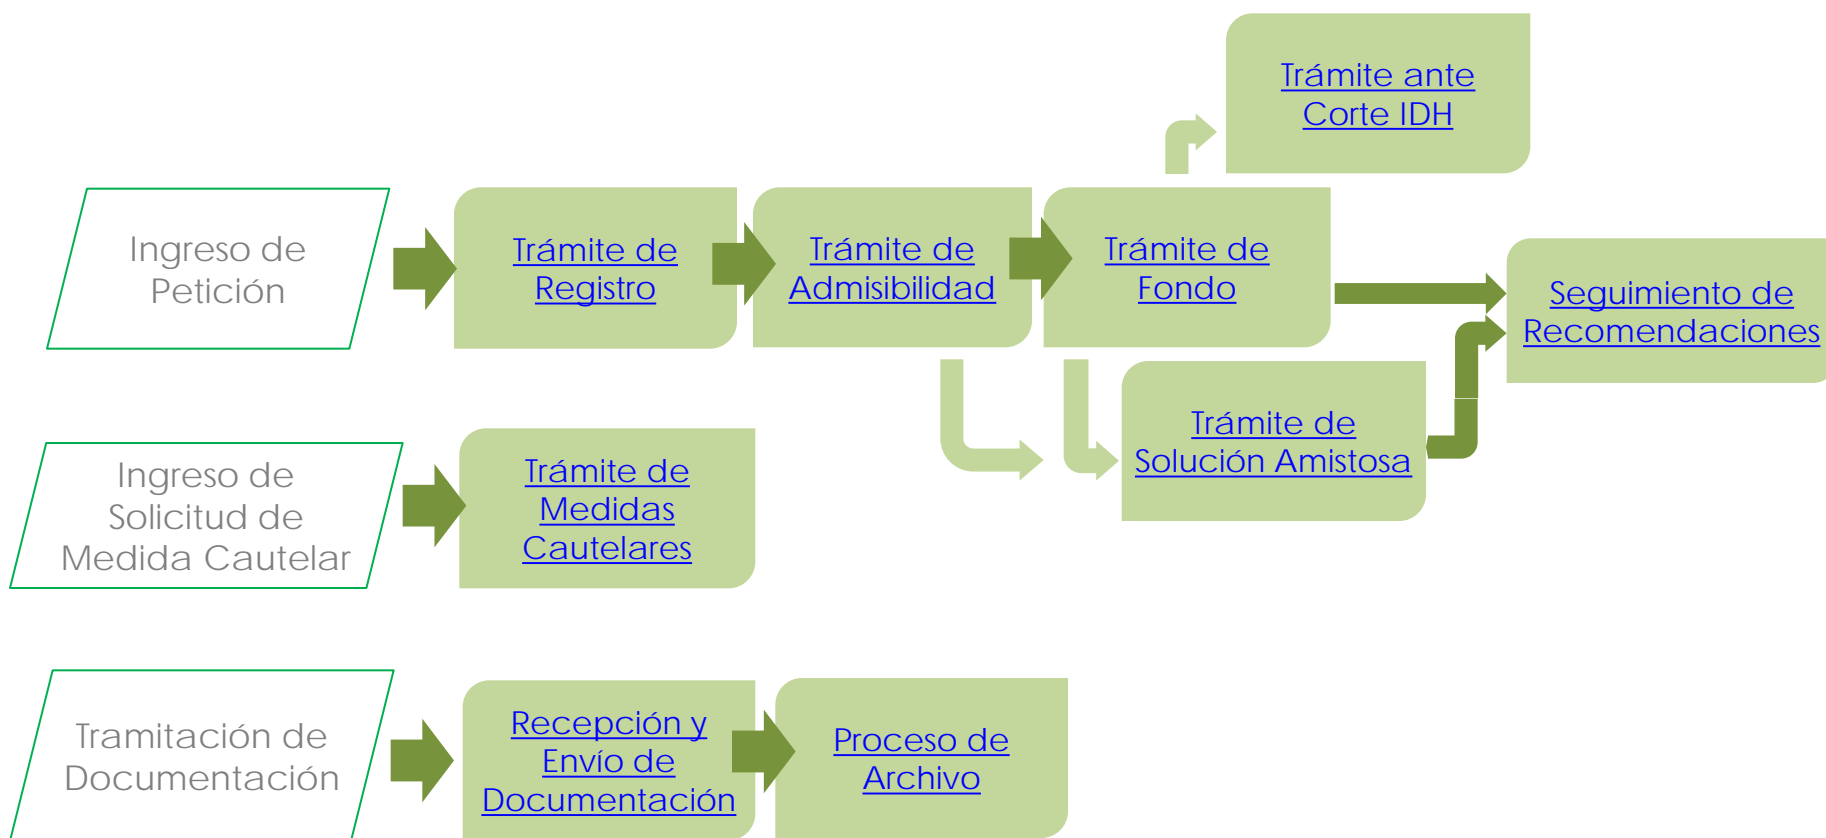 Trámite ante
Corte IDH
Ingreso de
Petición
Trámite de
Registro
Trámite de
Admisibilidad
Trámite de
Fondo
Seguimiento de
Recomendaciones
Trámite de
Solución Amistosa
Ingreso de
Solicitud de
Medida Cautelar
Trámite de
Medidas
Cautelares
Tramitación de
Documentación
Recepción y
Envío de
Documentación
Proceso de
Archivo